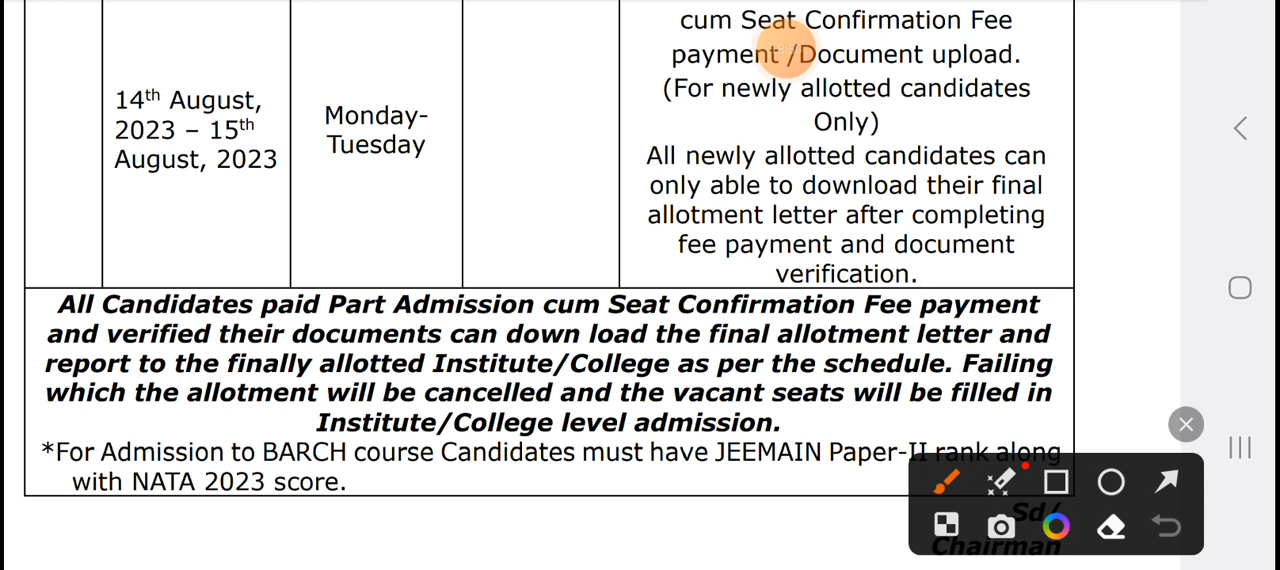 cum Seat Confirmation Fee
payment /Document upload.
(For newly allotted candidates
Only)
14th August,
2023 – 15th
August, 2023
Monday-
Tuesday
All newly allotted candidates can
only able to download their final
allotment letter after completing
fee payment and document
verification.
All Candidates paid Part Admission cum Seat Confirmation Fee payment
and verified their documents can down load the final allotment letter and
report to the finally allotted Institute/College as per the schedule. Failing
which the allotment will be cancelled and the vacant seats will be filled in
Institute/College level admission.
*For Admission to BARCH course Candidates must have JEEMAIN Paper-II rank along
with NATA 2023 score.
Sd/
Chairman